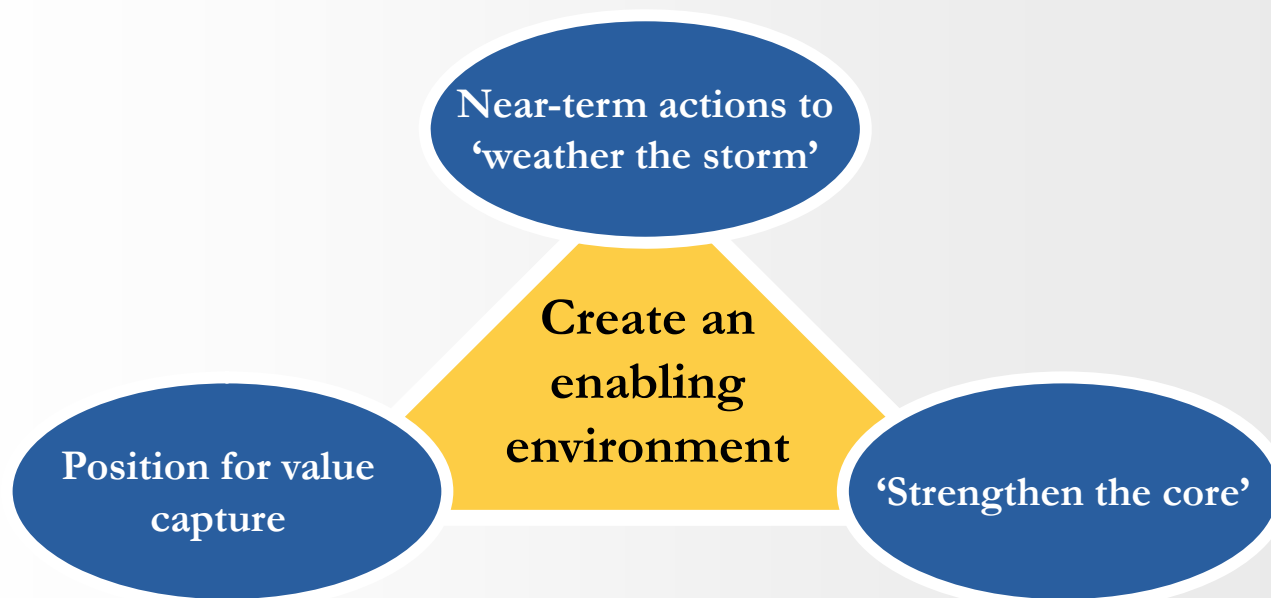 Near-term actions to
‘weather the storm’
Create an
enabling
environment
Position for value
capture
‘Strengthen the core’